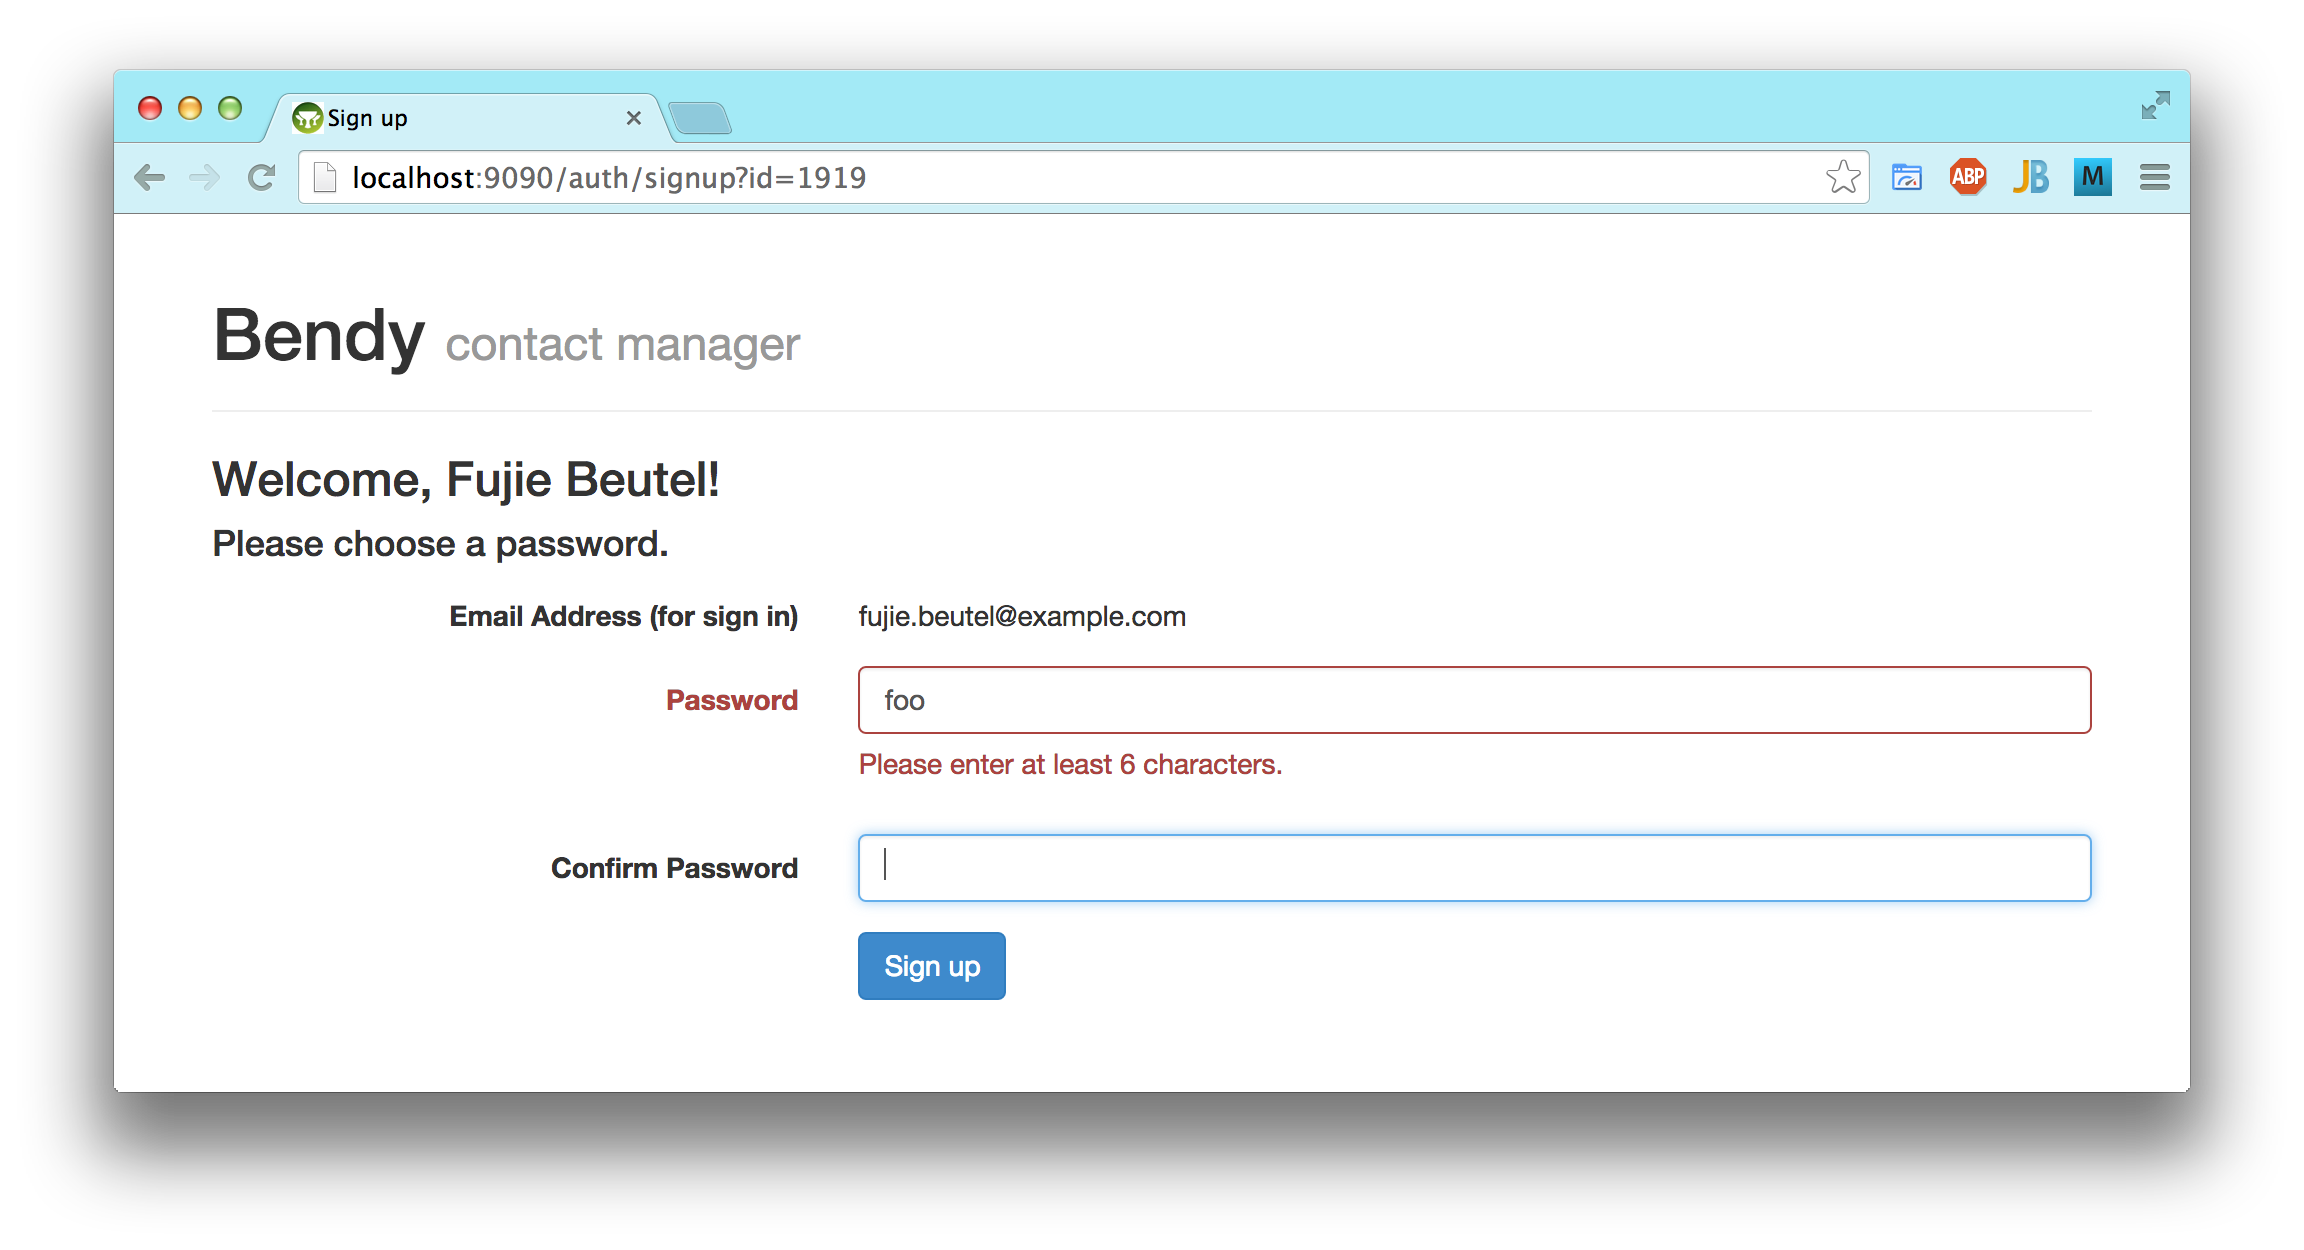 Sign up
localhost:9090/auth/signup?id=1919
ABP
JB
M
Bendy contact manager
Welcome, Fujie Beutel!
Please choose a password.
Email Address (for sign in) fujie.beutel@example.com
Password foo
Please enter at least 6 characters.
Confirm Password
Sign up